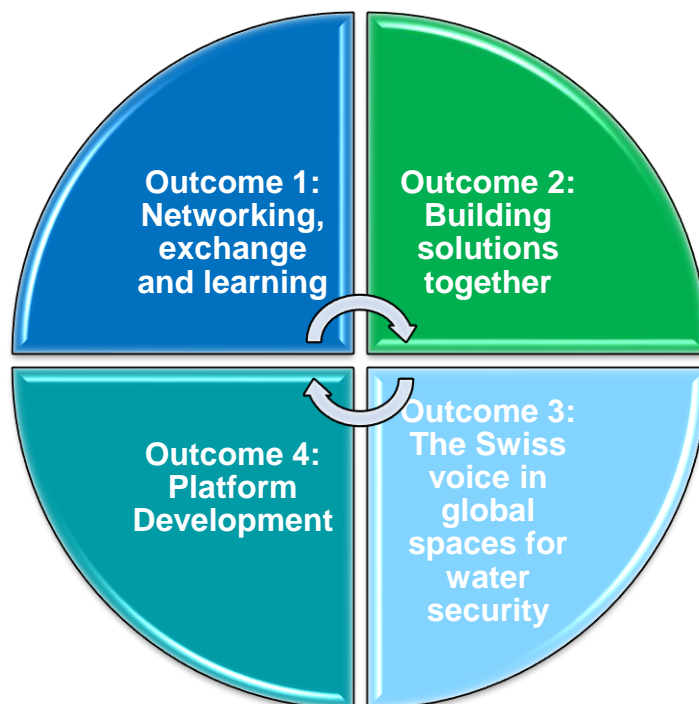 Outcome 1:
Networking,
exchange
and learning
Outcome 2:
Building
solutions
together
Outcome 3:
The Swiss
voice in
global
spaces for
water
security
Outcome 4:
Platform
Development